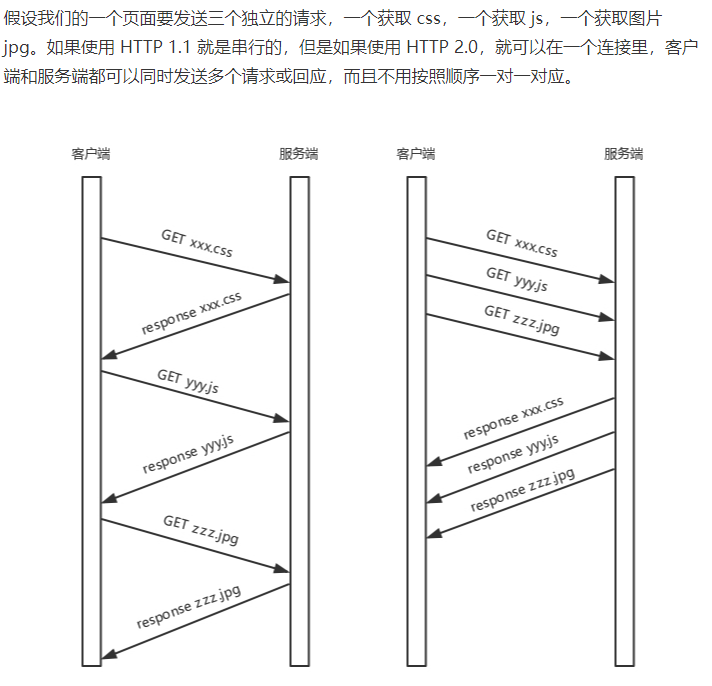 假设我们的一个页面要发送三个独立的请求，一个获取 css，一个获取 js，一个获取图片
jpg。如果使用 HTTP 1.1 就是串行的，但是如果使用 HTTP 2.0，就可以在一个连接里，客户
端和服务端都可以同时发送多个请求或回应，而且不用按照顺序一对一对应。
客户端
服务端
GET xxx.css
response xxx.css
GET yyy.js
response yyy.js
GET zzz.jpg
response zzz.jpg
客户端
服务端
GET xxx.css
GET yyy.js
GET zzz.jpg
response xxx.css
response yyy.js
response zzz.jpg